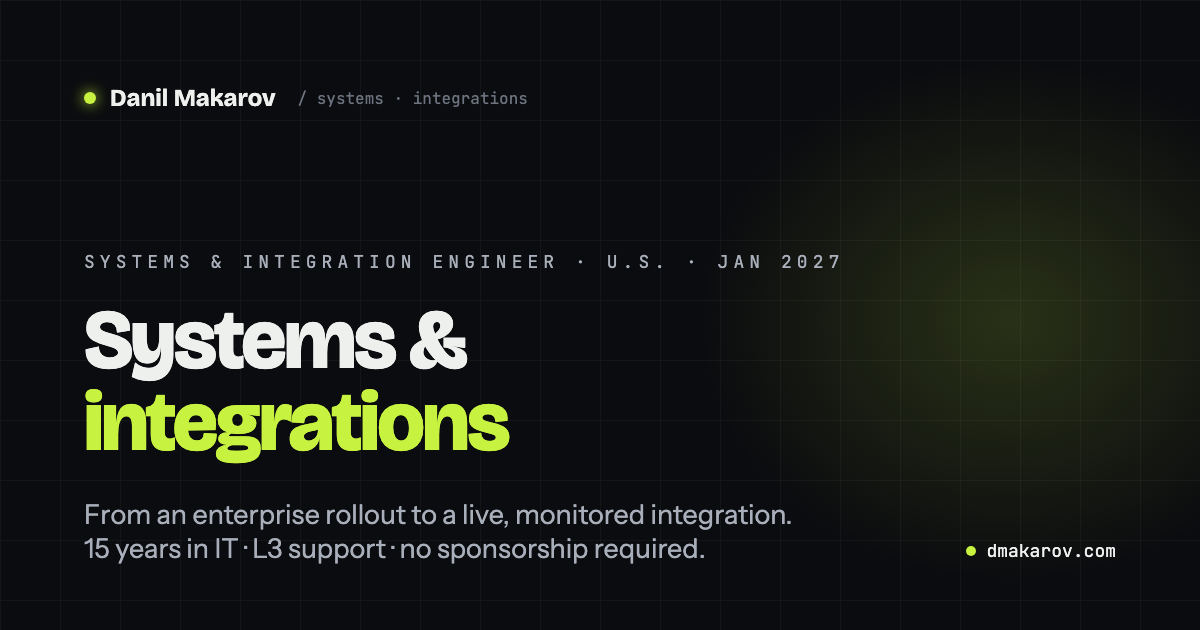 Danil Makarov / systems · integrations
SYSTEMS & INTEGRATION ENGINEER · U.S. · JAN 2027
Systems &
integrations
From an enterprise rollout to a live, monitored integration.
15 years in IT · L3 support · no sponsorship required.
dmakarov.com